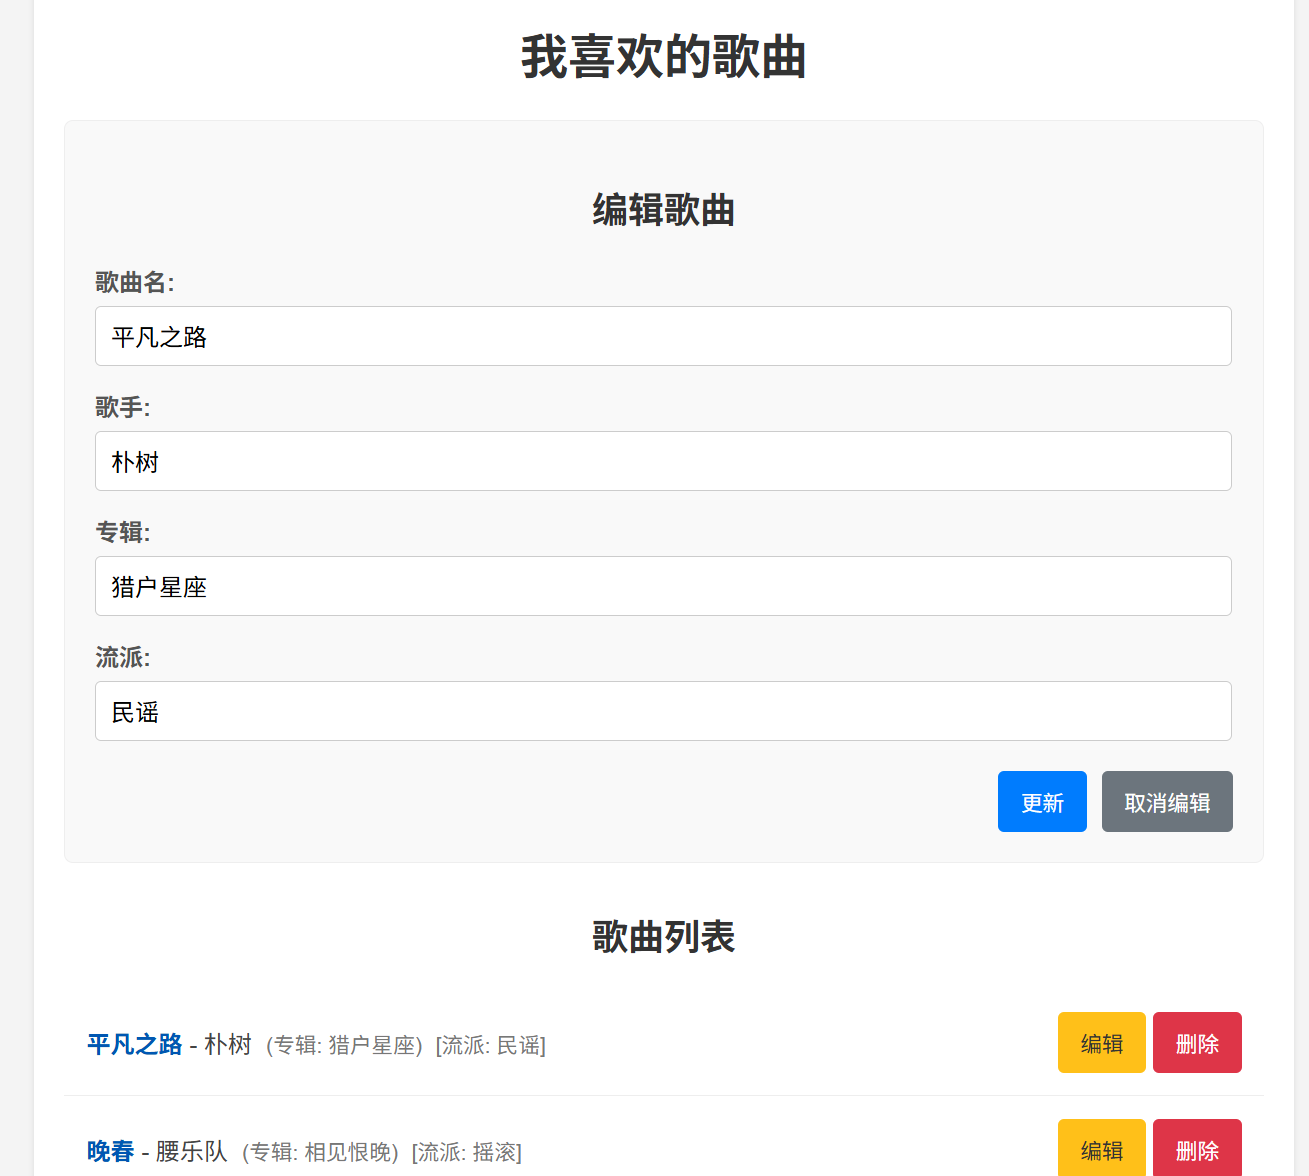 我喜欢的歌曲
编辑歌曲
歌曲名:
平凡之路
歌手:
朴树
专辑:
猎户星座
流派:
民谣
更新 取消编辑
歌曲列表
平凡之路 - 朴树 (专辑: 猎户星座) [流派: 民谣] 编辑 删除
晚春 - 腰乐队 (专辑: 相见恨晚) [流派: 摇滚] 编辑 删除